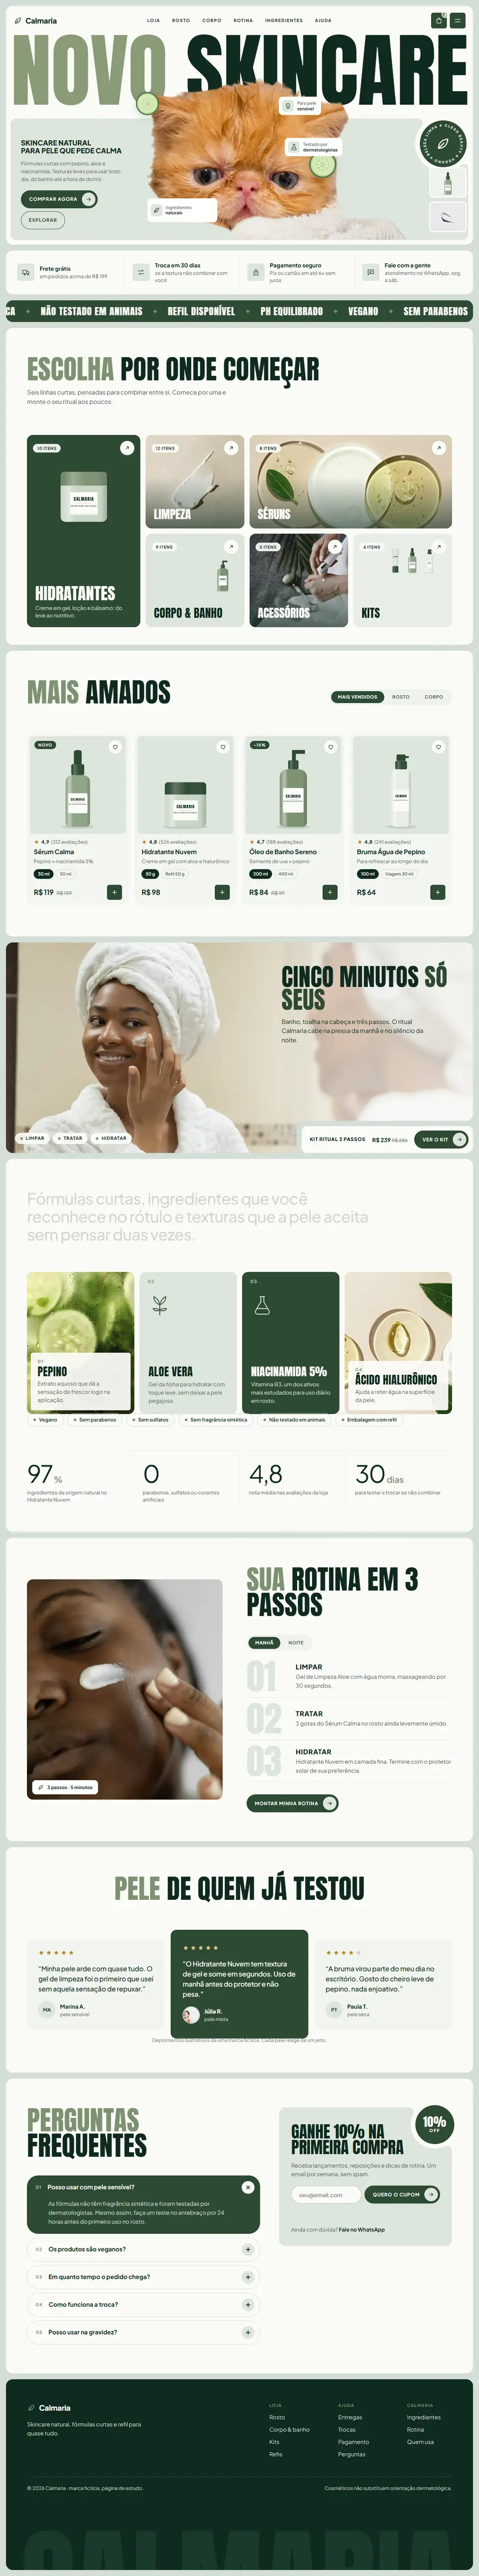 Calmaria
LOJA ROSTO CORPO ROTINA INGREDIENTES AJUDA
NOVO SKINCARE
Para pele
sensível
Testado por
dermatologistas
Ingredientes
naturais
SKINCARE NATURAL
PARA PELE QUE PEDE CALMA
Fórmulas curtas com pepino, aloe e
niacinamida. Texturas leves para usar todo
dia, do banho até a hora de dormir.
COMPRAR AGORA
EXPLORAR
Frete grátis
em pedidos acima de R$ 199
Troca em 30 dias
se a textura não combinar com
você
Pagamento seguro
Pix ou cartão em até 6x sem
juros
Fale com a gente
atendimento no WhatsApp, seg.
a sáb.
CA + NÃO TESTADO EM ANIMAIS + REFIL DISPONÍVEL + PH EQUILIBRADO + VEGANO + SEM PARABENOS
ESCOLHA POR ONDE COMEÇAR
Seis linhas curtas, pensadas para combinar entre si. Comece por uma e
monte o seu ritual aos poucos.
10 ITENS
CALMARIA
HIDRATANTES
Creme em gel, loção e bálsamo: do
leve ao nutritivo.
12 ITENS
LIMPEZA
8 ITENS
SÉRUNS
9 ITENS
CORPO & BANHO
5 ITENS
ACESSÓRIOS
6 ITENS
KITS
MAIS AMADOS
MAIS VENDIDOS ROSTO CORPO
NOVO
CALMARIA
★ 4,9 (312 avaliações)
Sérum Calma
Pepino + niacinamida 5%
30 ml 50 ml
R$ 119 R$ 139
CALMARIA
★ 4,8 (526 avaliações)
Hidratante Nuvem
Creme em gel com aloe e hialurônico
50 g Refil 50 g
R$ 98
-15%
CALMARIA
★ 4,7 (188 avaliações)
Óleo de Banho Sereno
Semente de uva + pepino
200 ml 400 ml
R$ 84 R$ 99
CALMARIA
★ 4,8 (241 avaliações)
Bruma Água de Pepino
Para refrescar ao longo do dia
100 ml Viagem 30 ml
R$ 64
CINCO MINUTOS SÓ
SEUS
Banho, toalha na cabeça e três passos. O ritual
Calmaria cabe na pressa da manhã e no silêncio da
noite.
LIMPAR TRATAR HIDRATAR
KIT RITUAL 3 PASSOS R$ 239 R$ 286 VER O KIT
Fórmulas curtas, ingredientes que você
reconhece no rótulo e texturas que a pele aceita
sem pensar duas vezes.
01
PEPINO
Extrato aquoso que dá a
sensação de frescor logo na
aplicação.
02
ALOE VERA
Gel da folha para hidratar com
toque leve, sem deixar a pele
pegajosa.
03
NIACINAMIDA 5%
Vitamina B3, um dos ativos
mais estudados para uso diário
em rosto.
04
ÁCIDO HIALURÔNICO
Ajuda a reter água na superfície
da pele.
Vegano Sem parabenos Sem sulfatos Sem fragrância sintética Não testado em animais Embalagem com refil
97 %
ingredientes de origem natural no
Hidratante Nuvem
0
parabenos, sulfatos ou corantes
artificiais
4,8
nota média nas avaliações da loja
30 dias
para testar e trocar se não combinar
3 passos · 5 minutos
SUA ROTINA EM 3
PASSOS
MANHÃ NOITE
01 LIMPAR
Gel de Limpeza Aloe com água morna, massageando por
30 segundos.
02 TRATAR
3 gotas do Sérum Calma no rosto ainda levemente úmido.
03 HIDRATAR
Hidratante Nuvem em camada fina. Termine com o protetor
solar de sua preferência.
MONTAR MINHA ROTINA
PELE DE QUEM JÁ TESTOU
★ ★ ★ ★ ★
“Minha pele arde com quase tudo. O
gel de limpeza foi o primeiro que usei
sem aquela sensação de repuxar.”
MA
Marina A.
pele sensível
★ ★ ★ ★ ★
“O Hidratante Nuvem tem textura
de gel e some em segundos. Uso de
manhã antes do protetor e não
pesa.”
Júlia R.
pele mista
★ ★ ★ ★ ★
“A bruma virou parte do meu dia no
escritório. Gosto do cheiro leve de
pepino, nada enjoativo.”
PT
Paula T.
pele seca
Depoimentos ilustrativos de uma marca fictícia. Cada pele reage de um jeito.
PERGUNTAS
FREQUENTES
01 Posso usar com pele sensível?
As fórmulas não têm fragrância sintética e foram testadas por
dermatologistas. Mesmo assim, faça um teste no antebraço por 24
horas antes do primeiro uso no rosto.
02 Os produtos são veganos?
03 Em quanto tempo o pedido chega?
04 Como funciona a troca?
05 Posso usar na gravidez?
10%
OFF
GANHE 10% NA
PRIMEIRA COMPRA
Receba lançamentos, reposições e dicas de rotina. Um
email por semana, sem spam.
seu@email.com QUERO O CUPOM
Ainda com dúvida? Fale no WhatsApp
Calmaria
Skincare natural, fórmulas curtas e refil para
quase tudo.
LOJA
Rosto
Corpo & banho
Kits
Refis
AJUDA
Entregas
Trocas
Pagamento
Perguntas
CALMARIA
Ingredientes
Rotina
Quem usa
© 2026 Calmaria · marca fictícia, página de estudo.
Cosméticos não substituem orientação dermatológica.
CALMARIA